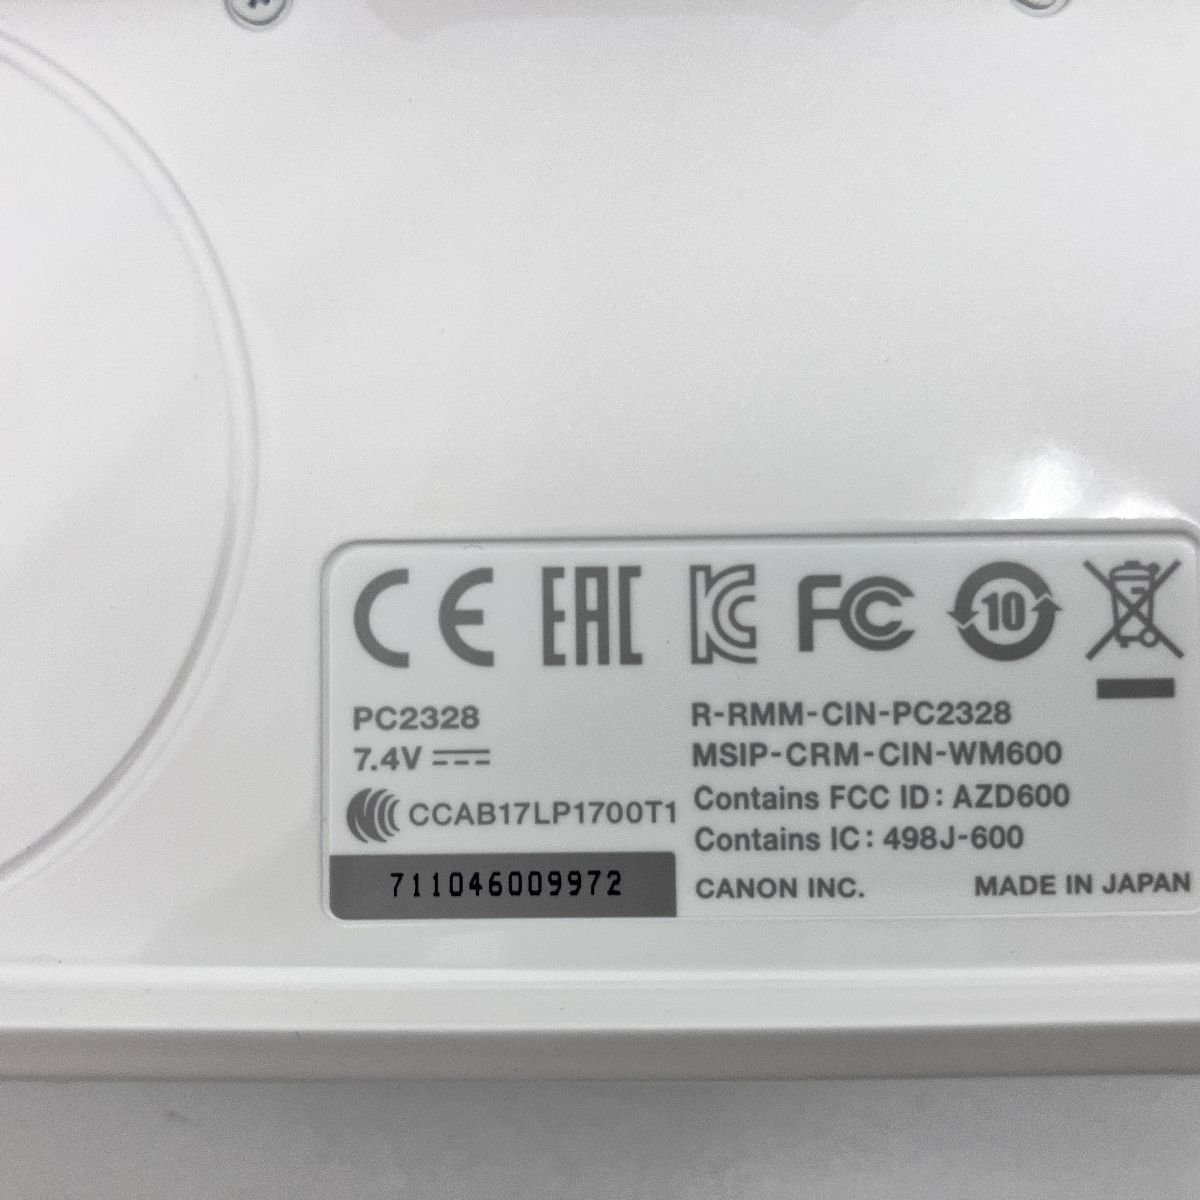 CE EAC KC FC 10
PC2328
7.4V
CCAB17LP1700T1
711046009972
R-RMM-CIN-PC2328
MSIP-CRM-CIN-WM600
Contains FCC ID: AZD600
Contains IC: 498J-600
CANON INC. MADE IN JAPAN